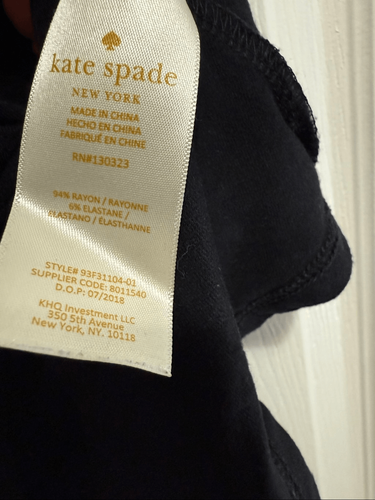 kate spade
NEW YORK
MADE IN CHINA
HECHO EN CHINA
FABRIQUÉ EN CHINE
RN#130323
94% RAYON / RAYONNE
6% ELASTANE /
ELASTANO / ÉLASTHANNE
STYLE# 93F31104-01
SUPPLIER CODE: 8011540
D.O.P: 07/2018
KHQ Investment LLC
350 5th Avenue
New York, NY. 10118